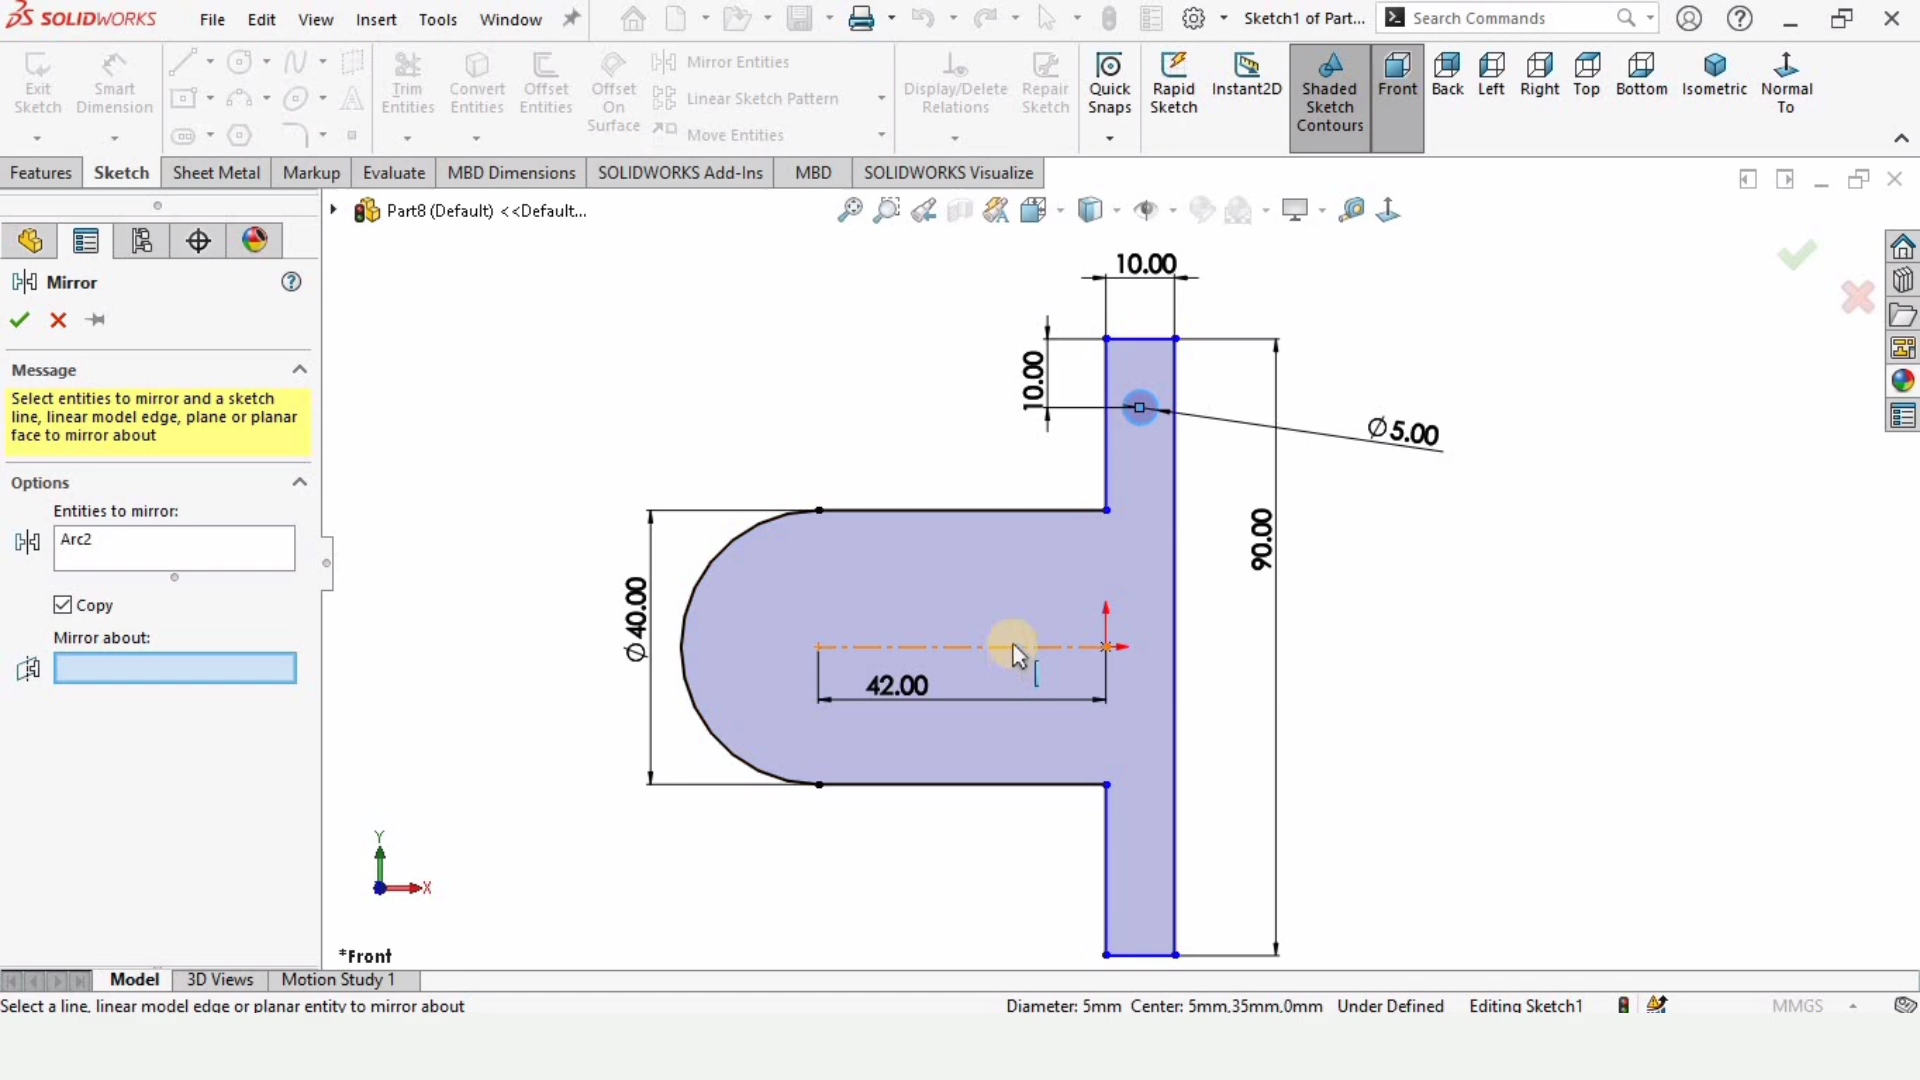 SOLIDWORKS File Edit View Insert Tools Window Sketch1 of Part... Search Commands
Exit Sketch
Smart Dimension
Trim Entities
Convert Entities
Offset Entities
Offset On Surface
Mirror Entities
Linear Sketch Pattern
Move Entities
Display/Delete Relations
Repair Sketch
Quick Snaps
Rapid Sketch
Instant2D
Shaded Sketch Contours
Front
Back
Left
Right
Top
Bottom
Isometric
Normal To
Features Sketch Sheet Metal Markup Evaluate MBD Dimensions SOLIDWORKS Add-Ins MBD SOLIDWORKS Visualize
Part8 (Default) <<Default...
Mirror
Message
Select entities to mirror and a sketch
line, linear model edge, plane or planar
face to mirror about
Options
Entities to mirror:
Arc2
Copy
Mirror about:
10.00
10.00
∅5.00
90.00
∅40.00
42.00
Y
X
*Front
Model 3D Views Motion Study 1
Select a line, linear model edge or planar entity to mirror about Diameter: 5mm Center: 5mm,35mm,0mm Under Defined Editing Sketch1 MMGS